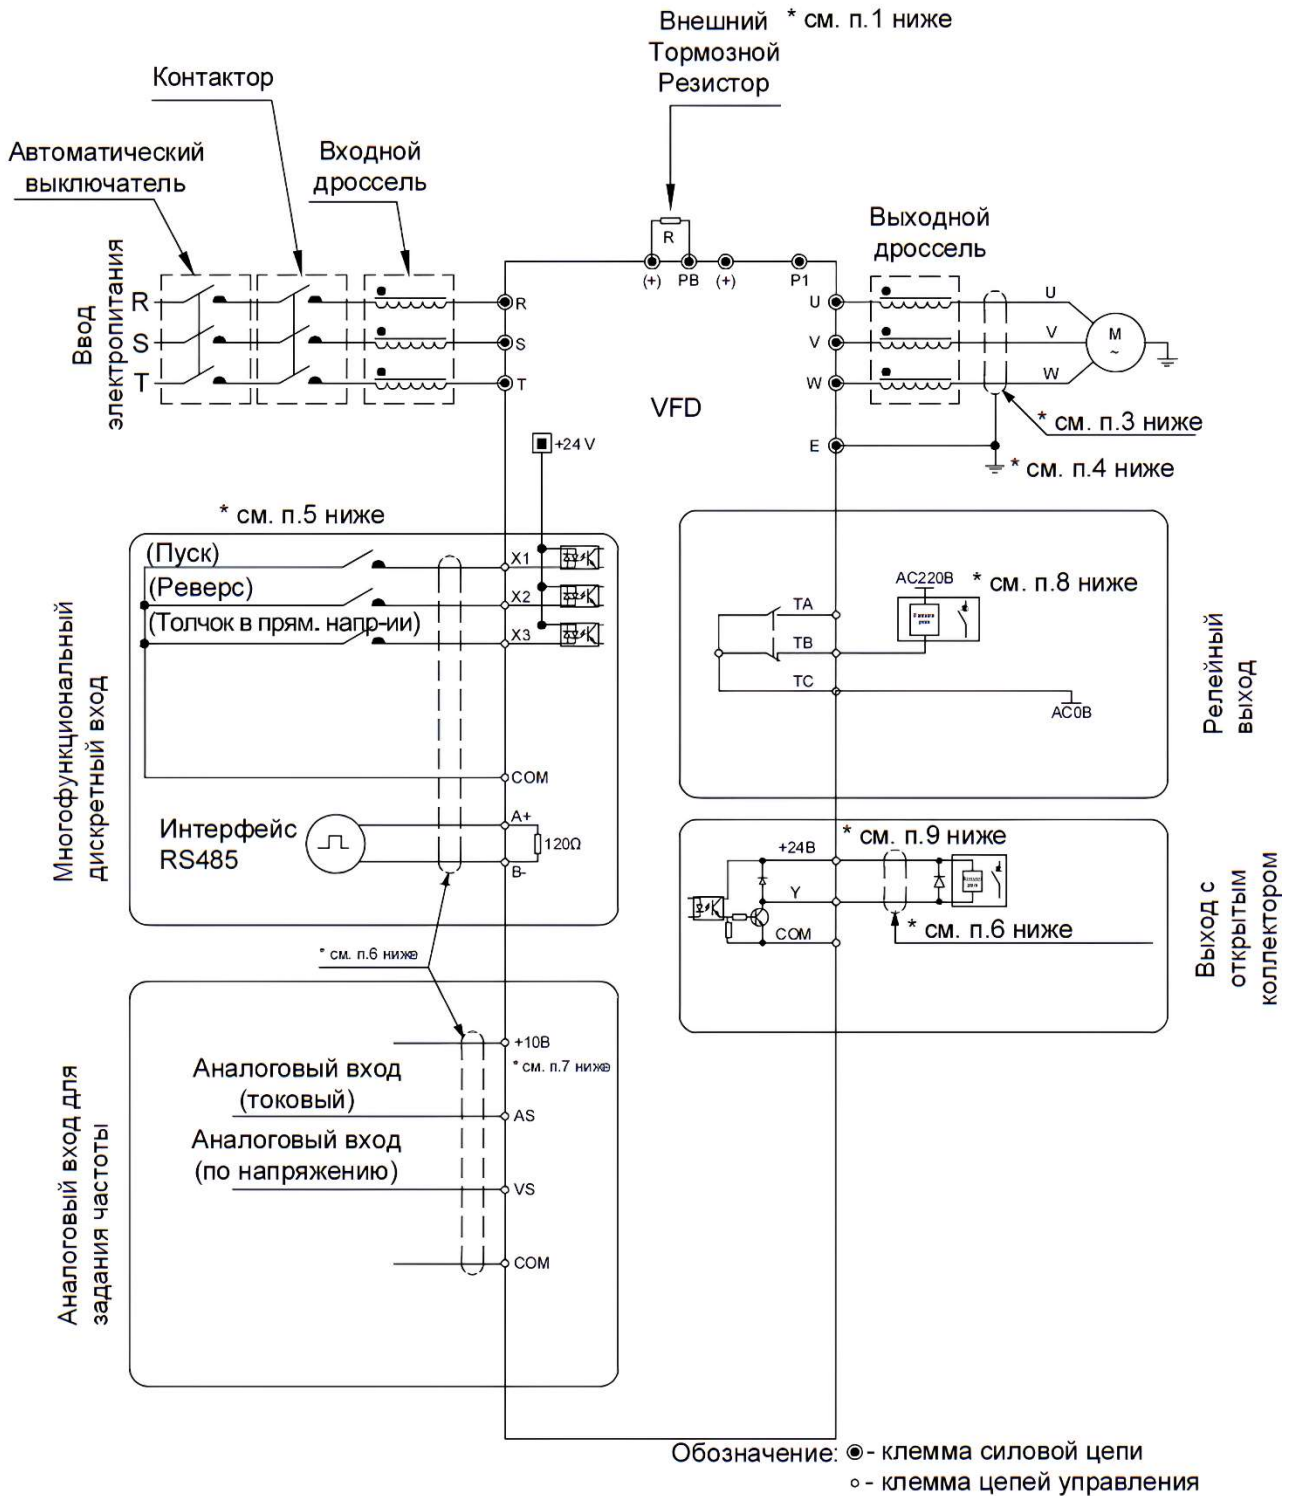 Внешний * см. п.1 ниже
Тормозной
Резистор
Контактор
Автоматический
выключатель
Входной
дроссель
Выходной
дроссель
Ввод
электропитания
R
S
T
R
S
T
R
(+) PB (+) P1
U
V
W
E
U
V
W
M
~
VFD
* см. п.3 ниже
* см. п.4 ниже
+24 V
* см. п.5 ниже
Многофункциональный
дискретный вход
(Пуск)
(Реверс)
(Толчок в прям. напр-ии)
X1
X2
X3
COM
Интерфейс
RS485
A+
B-
120Ω
* см. п.6 ниже
Релейный
выход
AC220В
* см. п.8 ниже
TA
TB
TC
AC0В
Выход с
открытым
коллектором
* см. п.9 ниже
+24В
Y
COM
* см. п.6 ниже
Аналоговый вход для
задания частоты
+10В
* см. п.7 ниже
Аналоговый вход
(токовый)
AS
Аналоговый вход
(по напряжению)
VS
COM
Обозначение: - клемма силовой цепи
- клемма цепей управления